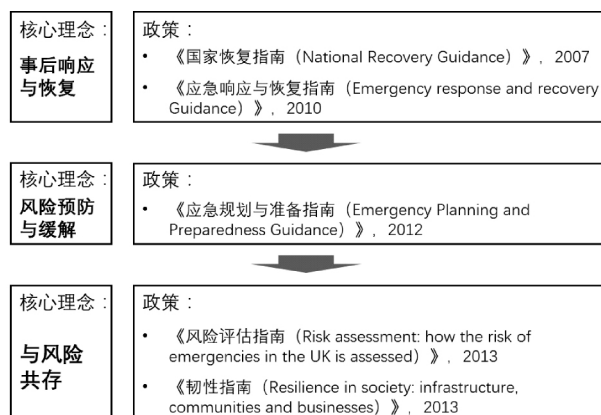 核心理念：
事后响应
与恢复
政策：
• 《国家恢复指南（National Recovery Guidance）》，2007
• 《应急响应与恢复指南（Emergency response and recovery
Guidance）》，2010
核心理念：
风险预防
与缓解
政策：
• 《应急规划与准备指南（Emergency Planning and
Preparedness Guidance）》，2012
核心理念：
与风险
共存
政策：
• 《风险评估指南（Risk assessment: how the risk of
emergencies in the UK is assessed）》，2013
• 《韧性指南（Resilience in society: infrastructure,
communities and businesses）》，2013